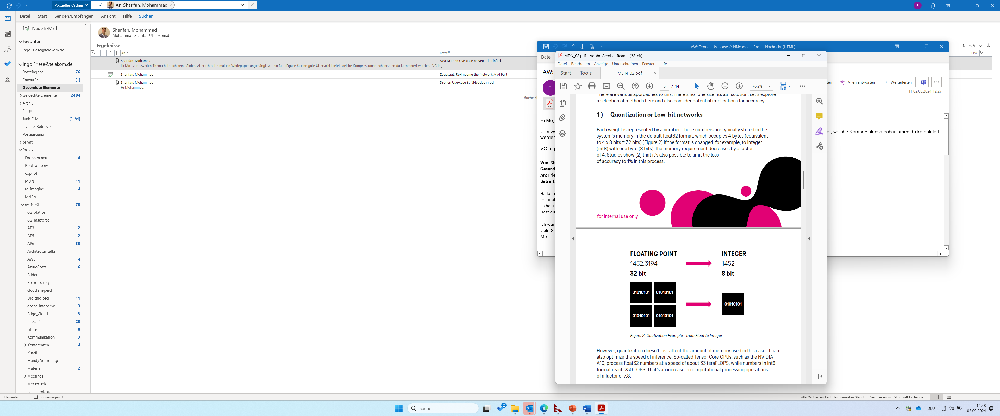 Aktueller Ordner
An: Sharifan, Mohammad
FI
Datei Start Senden/Empfangen Ansicht Hilfe Suchen
Neue E-Mail
Favoriten
Ingo.Friese@telekom.de
Ingo.Friese@telekom.de
Posteingang 76
Entwürfe [1]
Gesendete Elemente
Gelöschte Elemente 2484
Archiv
Flugschule
Junk-E-Mail [2184]
Livelink Retrieve
Postausgang
privat
Projekte
Drohnen neu 4
Bootcamp 6G
copilot
MDN 11
re_imagine 4
MNRA
6G NeXt 73
6G_platform
6G_Taskforce
AP3 2
AP5 2
AP6 33
Architectur_talks
AWS 4
AzureCosts 6
Bilder
Broker_strory
cloud sheperd
Digitalgipfel 11
drone_interview 3
Edge_Cloud 3
einkauf 23
Filme 8
Kommunikation 3
Konferenzen 4
Kurzfilm
Mandy Vertretung
Material 2
Meetings
Messetisch
neue_projekte
Sharifan, Mohammad
Mohammad.Sharifan@telekom.de
Ergebnisse
An Betreff
Sharifan, Mohammad AW: Dronen Use-case & NNcodec infod
Hi Mo, zum zweiten Thema habe ich keine Slides. Aber ich habe mal ein Whitepaper angehängt, wo ein Bild (Figure 6) eine gute Übersicht bietet, welche Kompressionsmechanismen da kombiniert werden. VG Ingo
Sharifan, Mohammad Zugesagt: Re-Imagine the Network // AI Part
Sharifan, Mohammad Dronen Use-case & NNcodec infod
Hi Mohammad,
Suche a
Nach An
Erw...
AW: Dronen Use-case & NNcodec infod - Nachricht (HTML)
Datei
AW:
FI
PDF
ten Allen antworten Weiterleiten
Fr 02.08.2024 12:27
Hi Mo,
zum zw
et, welche Kompressionsmechanismen da kombiniert
werden
VG Ing
Von: Sh
Gesend
An: Frie
Betreff:
Hallo In
erstmal
es hat m
Hast du
Ich wün
viele Gr
Mo
MDN_02.pdf - Adobe Acrobat Reader (32-bit)
Datei Bearbeiten Anzeige Unterschreiben Fenster Hilfe
Start Tools MDN_02.pdf
5 / 14 76,2%
There are various approaches to this. There's no "one size fits all" solution. Let's explore
a selection of methods here and also consider potential implications for accuracy:
1) Quantization or Low-bit networks
Each weight is represented by a number. These numbers are typically stored in the
system's memory in the default float32 format, which occupies 4 bytes (equivalent
to 4 x 8 bits = 32 bits) (Figure 2) If the format is changed, for example, to Integer
(int8) with one byte (8 bits), the memory requirement decreases by a factor
of 4. Studies show [2] that it's also possible to limit the loss
of accuracy to 1% in this process.
for internal use only
FLOATING POINT INTEGER
1452.3194 1452
32 bit 8 bit
01010101 01010101
01010101
01010101 01010101
Figure 2: Quatization Example - from Float to Integer
However, quantization doesn't just affect the amount of memory used in this case; it can
also optimize the speed of inference. So-called Tensor Core GPUs, such as the NVIDIA
A10, process float32 numbers at a speed of about 33 teraFLOPS, while numbers in int8
format reach 250 TOPS. That's an increase in computational processing operations
of a factor of 7.8.
Elemente: 3 Erinnerungen: 1
Alle Ordner sind auf dem neuesten Stand. Verbunden mit Microsoft Exchange
Suche
2
DEU
15:43
03.09.2024